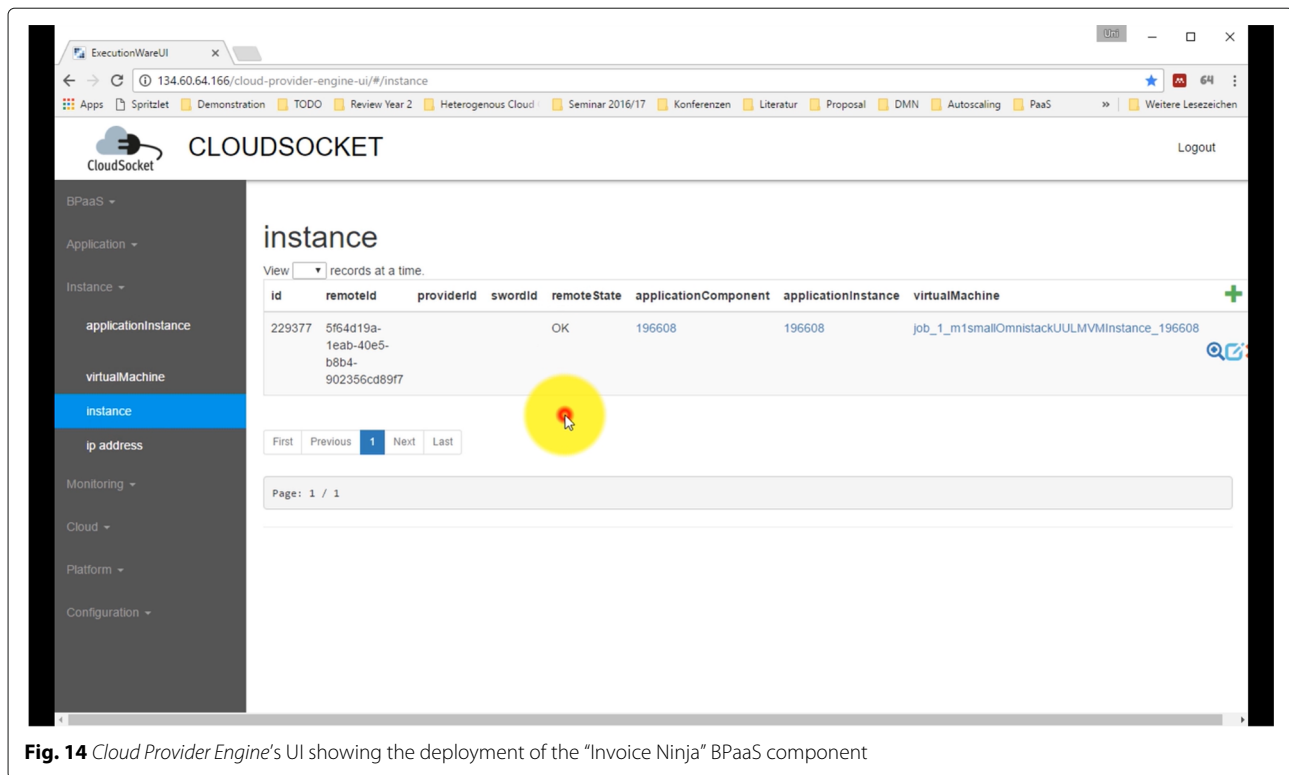 Uni
ExecutionWareUI
134.60.64.166/cloud-provider-engine-ui/#/instance
64
Apps Spritzlet Demonstration TODO Review Year 2 Heterogenous Cloud Seminar 2016/17 Konferenzen Literatur Proposal DMN Autoscaling PaaS » Weitere Lesezeichen
CloudSocket CLOUDSOCKET Logout
BPaaS
Application
Instance
applicationInstance
virtualMachine
instance
ip address
Monitoring
Cloud
Platform
Configuration
instance
View records at a time.
id remoteId providerId swordId remoteState applicationComponent applicationInstance virtualMachine
229377 5f64d19a- OK 196608 196608 job_1_m1smallOmnistackUULMVMInstance_196608
1eab-40e5-
b8b4-
902356cd89f7
First Previous 1 Next Last
Page: 1 / 1
Fig. 14 Cloud Provider Engine's UI showing the deployment of the “Invoice Ninja” BPaaS component